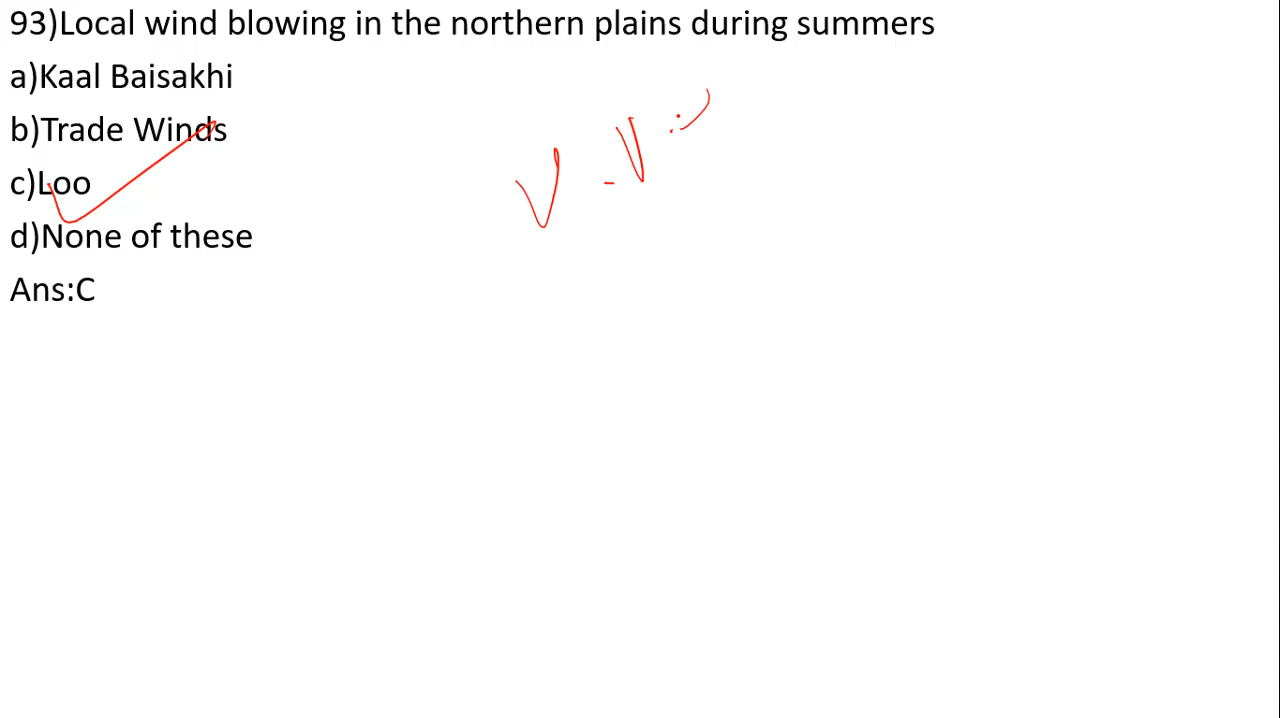 93)Local wind blowing in the northern plains during summers
a)Kaal Baisakhi
b)Trade Winds
c)Loo
d)None of these
Ans:C